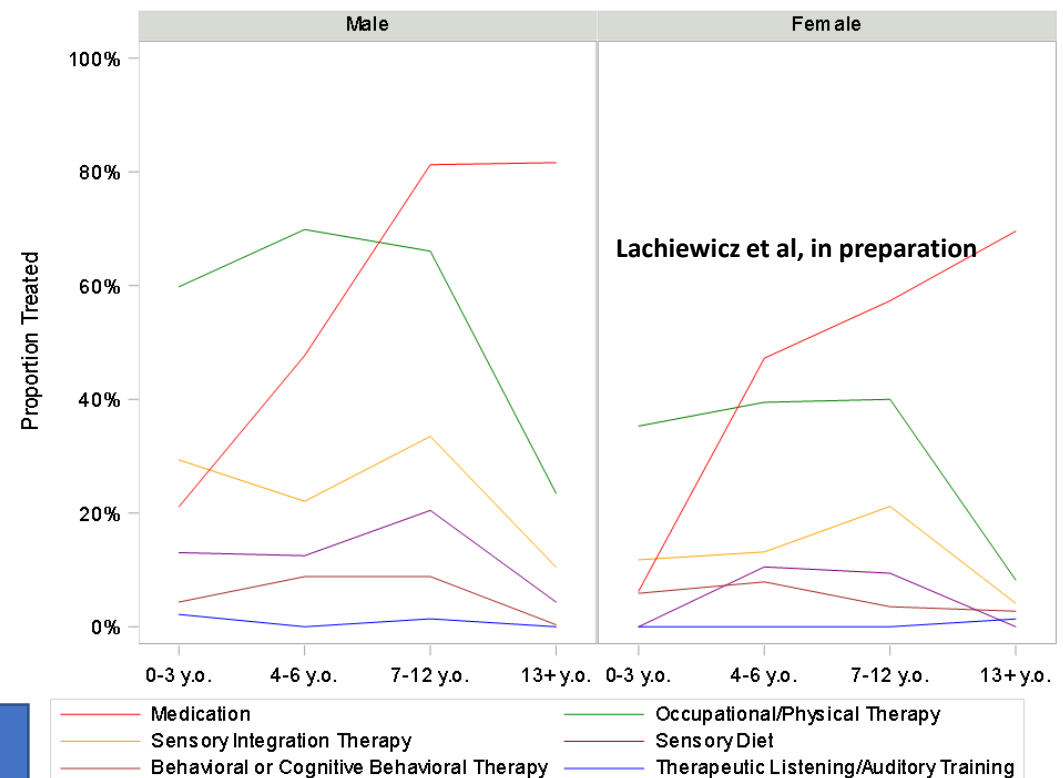 Male Female
100%
80%
60%
40%
20%
0%
Proportion Treated
Lachiewicz et al, in preparation
0-3 y.o. 4-6 y.o. 7-12 y.o. 13+ y.o. 0-3 y.o. 4-6 y.o. 7-12 y.o. 13+ y.o.
Medication Occupational/Physical Therapy
Sensory Integration Therapy Sensory Diet
Behavioral or Cognitive Behavioral Therapy Therapeutic Listening/Auditory Training